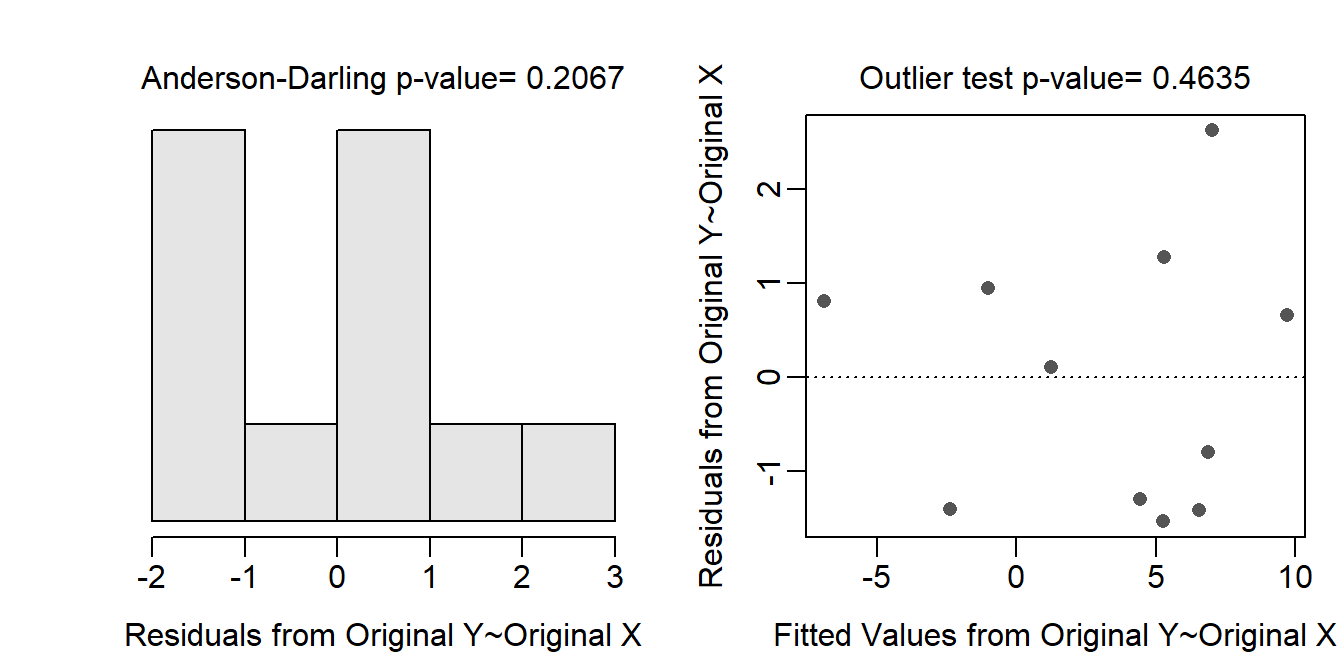 Anderson-Darling p-value= 0.2067
-2 -1 0 1 2 3
Residuals from Original Y~Original X
Outlier test p-value= 0.4635
Residuals from Original Y~Original X
2
1
0
-1
-5 0 5 10
Fitted Values from Original Y~Original X